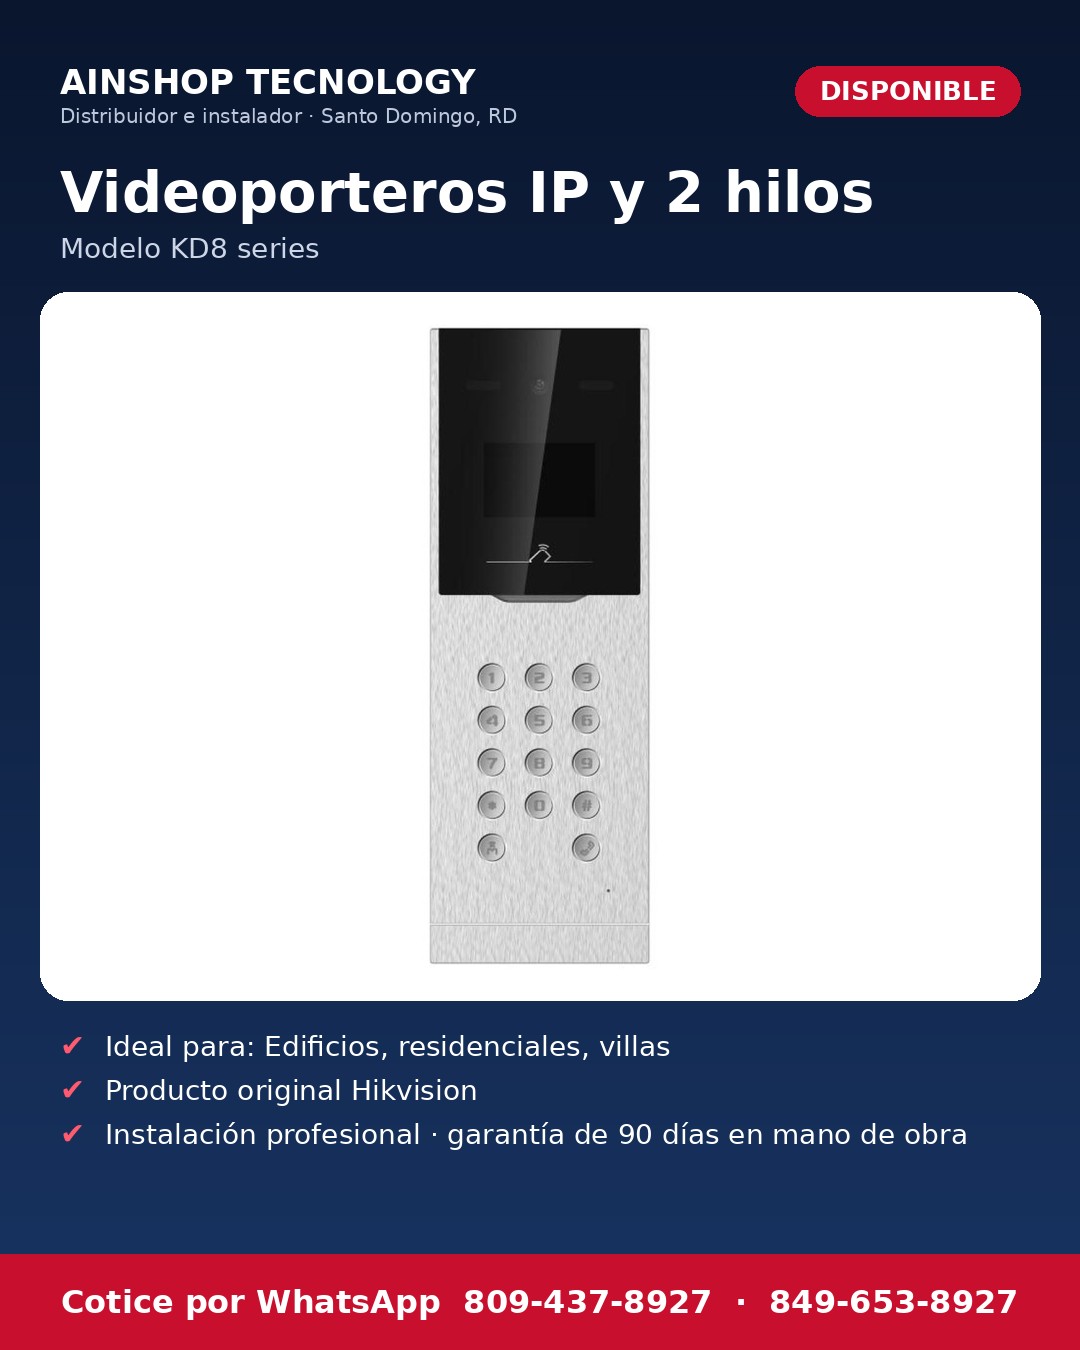 AINSHOP TECNOLOGY
Distribuidor e instalador · Santo Domingo, RD
DISPONIBLE
Videoporteros IP y 2 hilos
Modelo KD8 series
1 2 3
4 5 6
7 8 9
* 0 #
✔ Ideal para: Edificios, residenciales, villas
✔ Producto original Hikvision
✔ Instalación profesional · garantía de 90 días en mano de obra
Cotice por WhatsApp 809-437-8927 · 849-653-8927